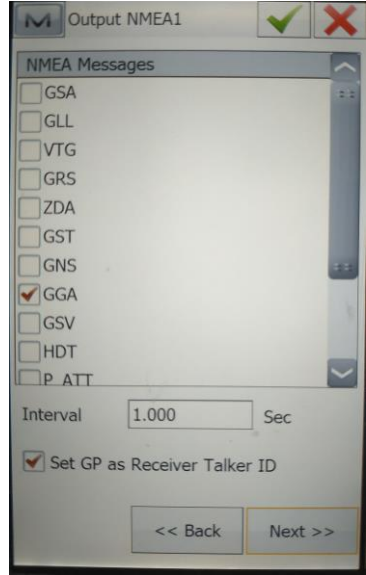 Output NMEA1
NMEA Messages
GSA
GLL
VTG
GRS
ZDA
GST
GNS
GGA
GSV
HDT
P_ATT
Interval 1.000 Sec
Set GP as Receiver Talker ID
<< Back Next >>